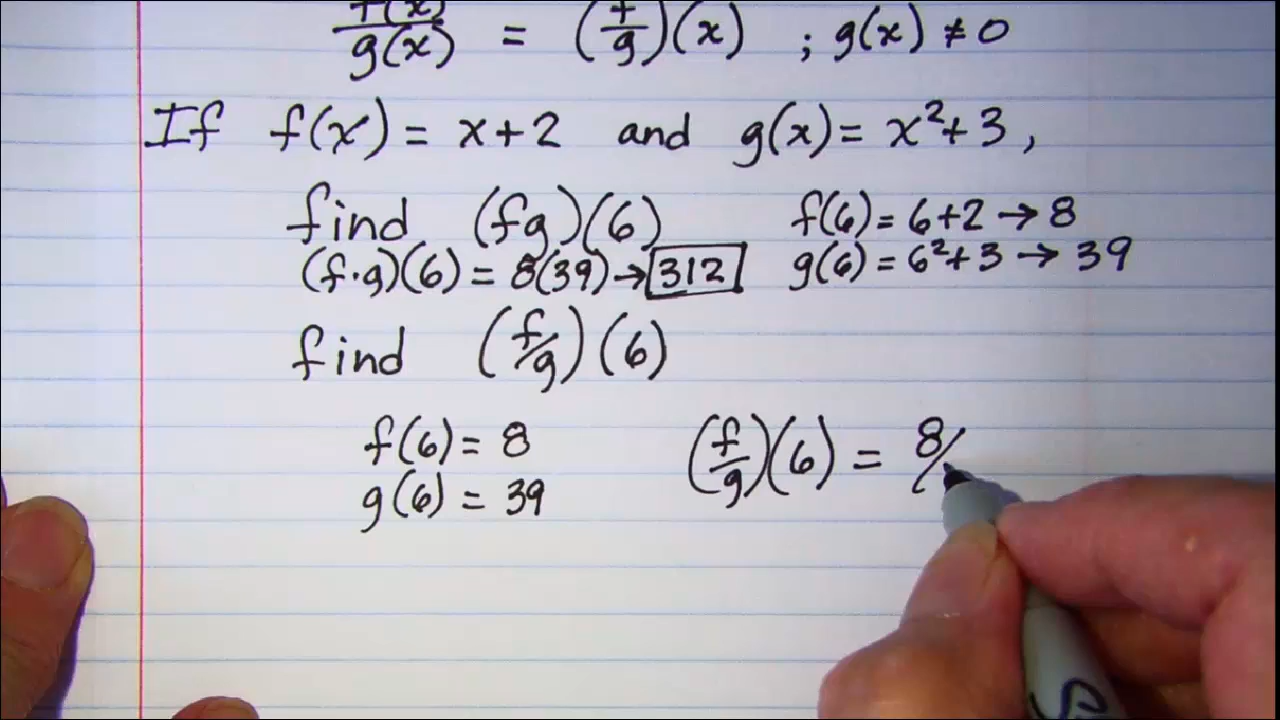 f(x)/g(x) = (f/g)(x) ; g(x) ≠ 0
If f(x) = x+2 and g(x) = x²+3,
find (fg)(6) f(6) = 6+2 → 8
(f·g)(6) = 8(39) → 312 g(6) = 6²+3 → 39
find (f/g)(6)
f(6) = 8 (f/g)(6) = 8/
g(6) = 39